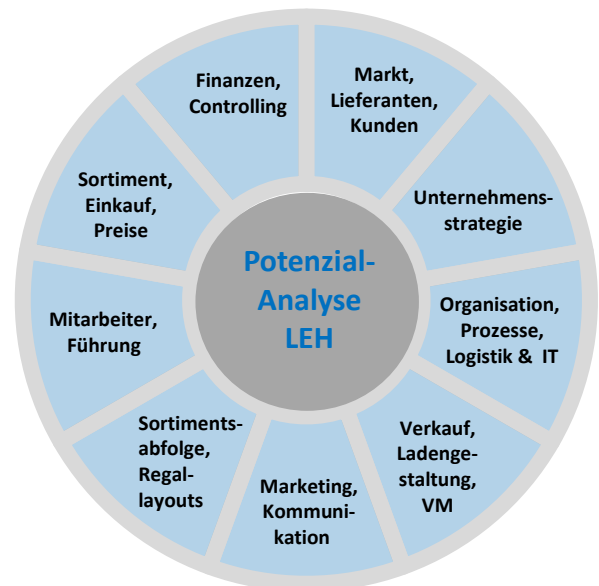 Finanzen,
Controlling
Markt,
Lieferanten,
Kunden
Unternehmens-
strategie
Organisation,
Prozesse,
Logistik & IT
Verkauf,
Ladenge-
staltung,
VM
Marketing,
Kommuni-
kation
Sortiments-
abfolge,
Regal-
layouts
Mitarbeiter,
Führung
Sortiment,
Einkauf,
Preise
Potenzial-
Analyse
LEH